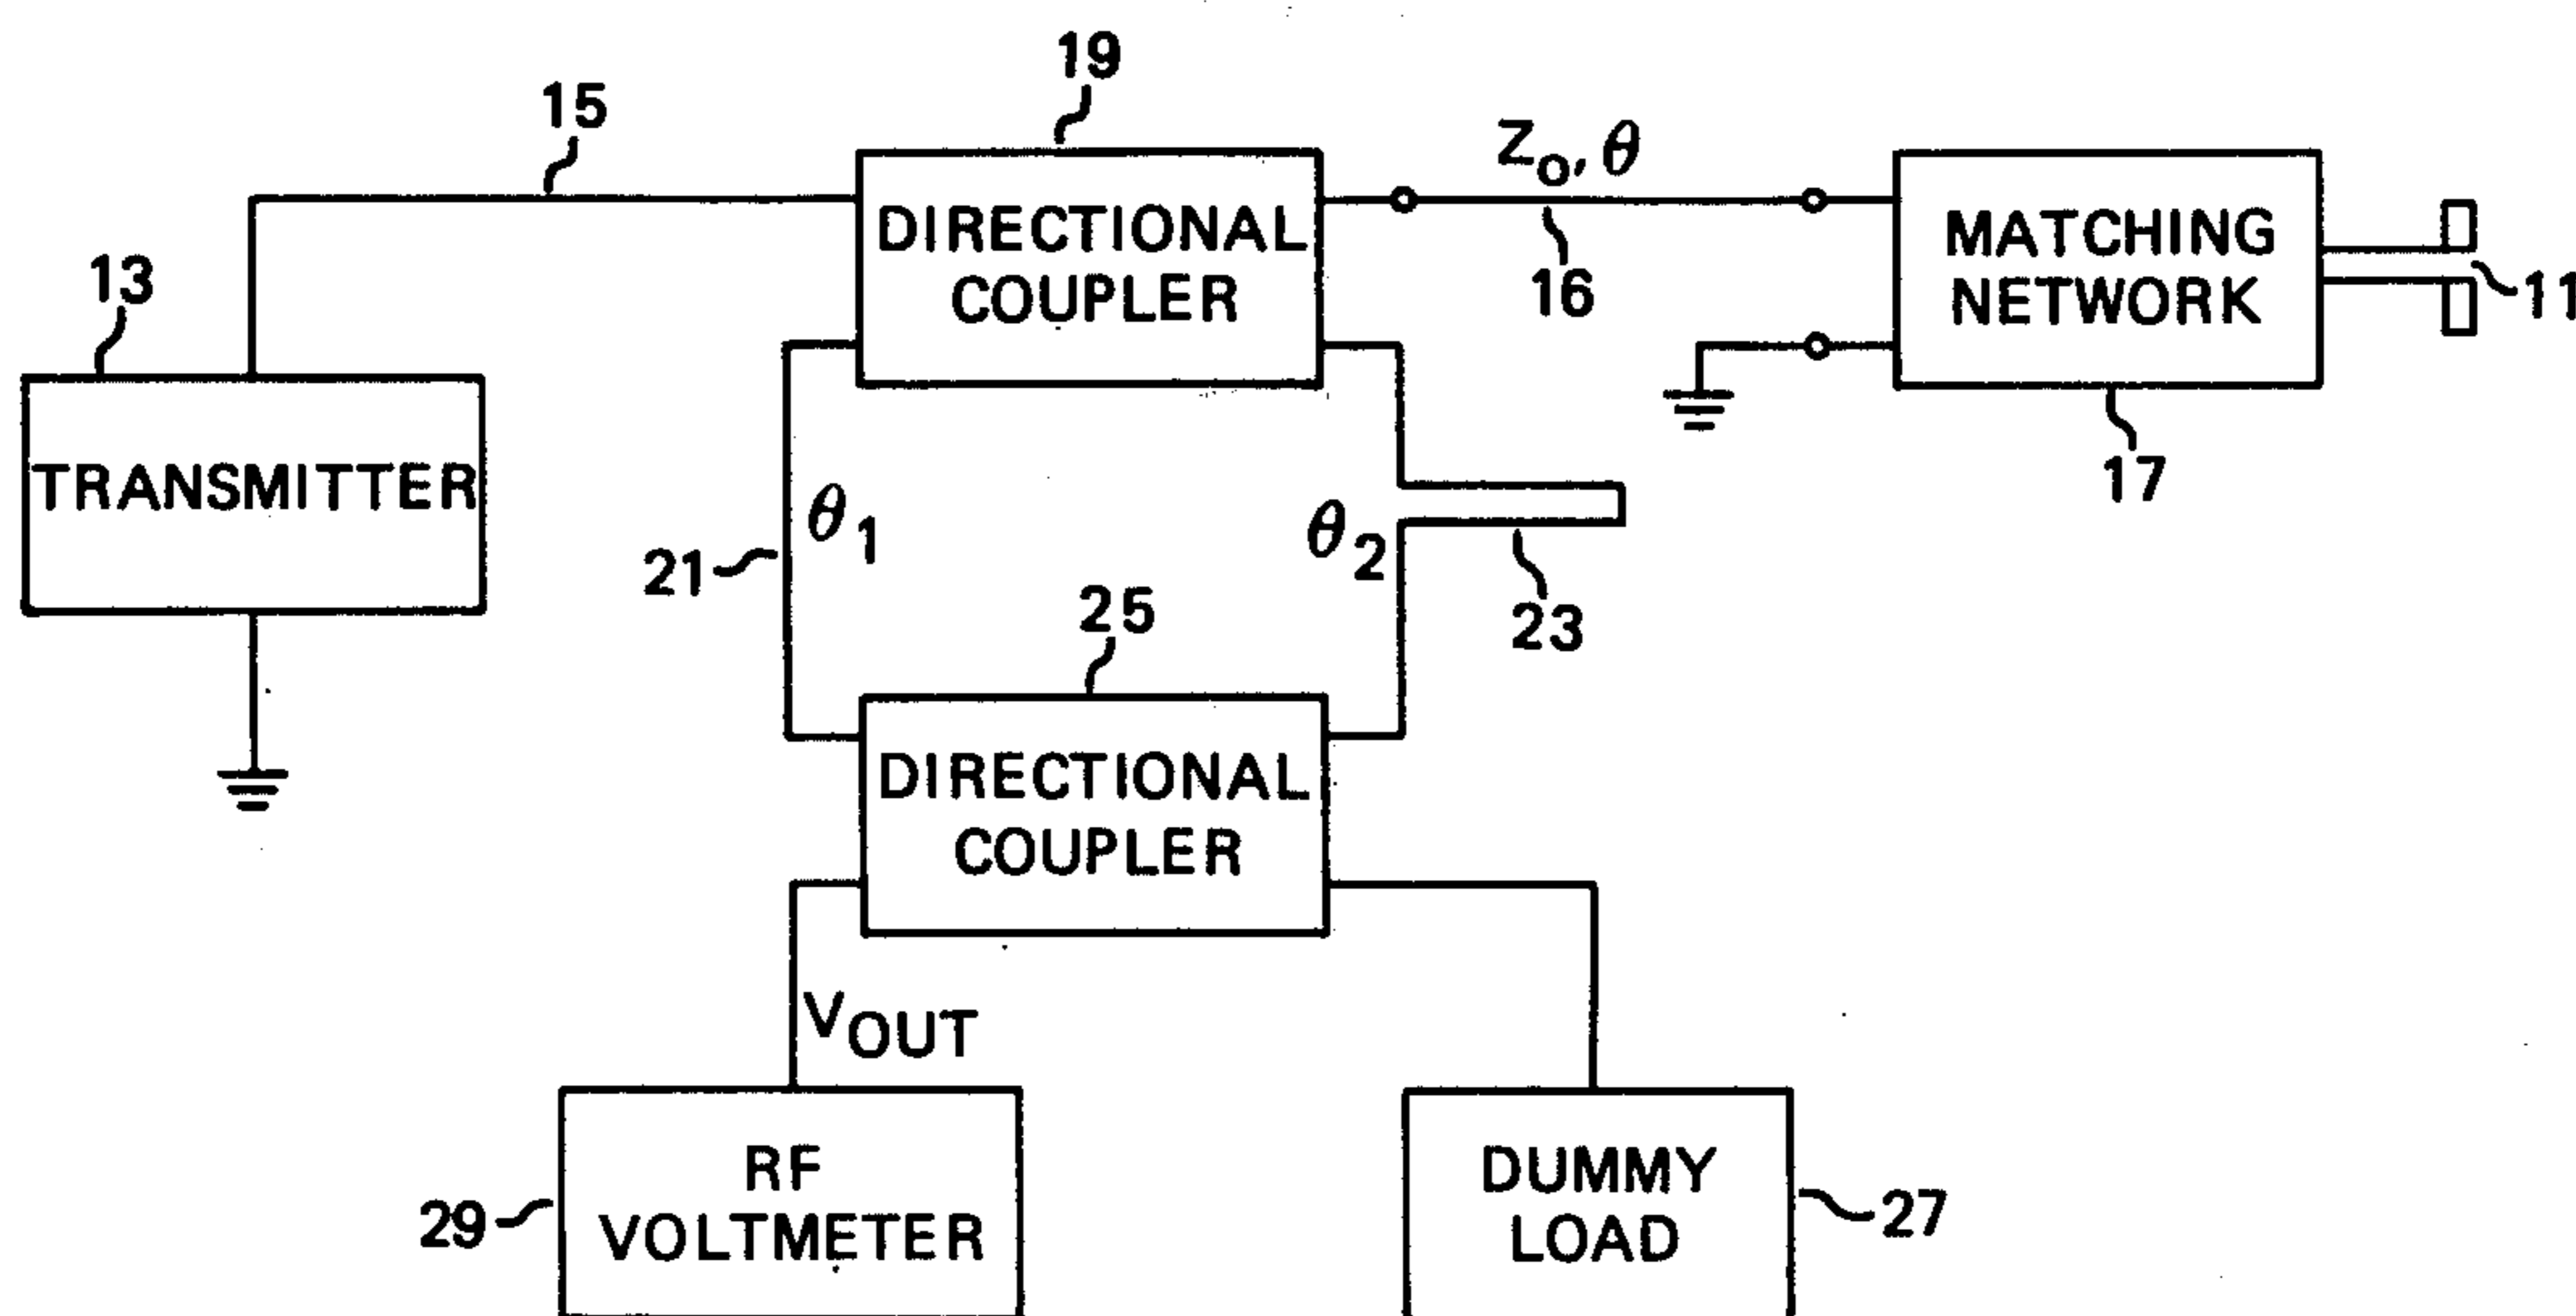 19
15
Zo, θ
DIRECTIONAL
COUPLER
MATCHING
NETWORK
13
16
11
17
TRANSMITTER
θ1
21
θ2
23
25
DIRECTIONAL
COUPLER
VOUT
RF
VOLTMETER
29
DUMMY
LOAD
27